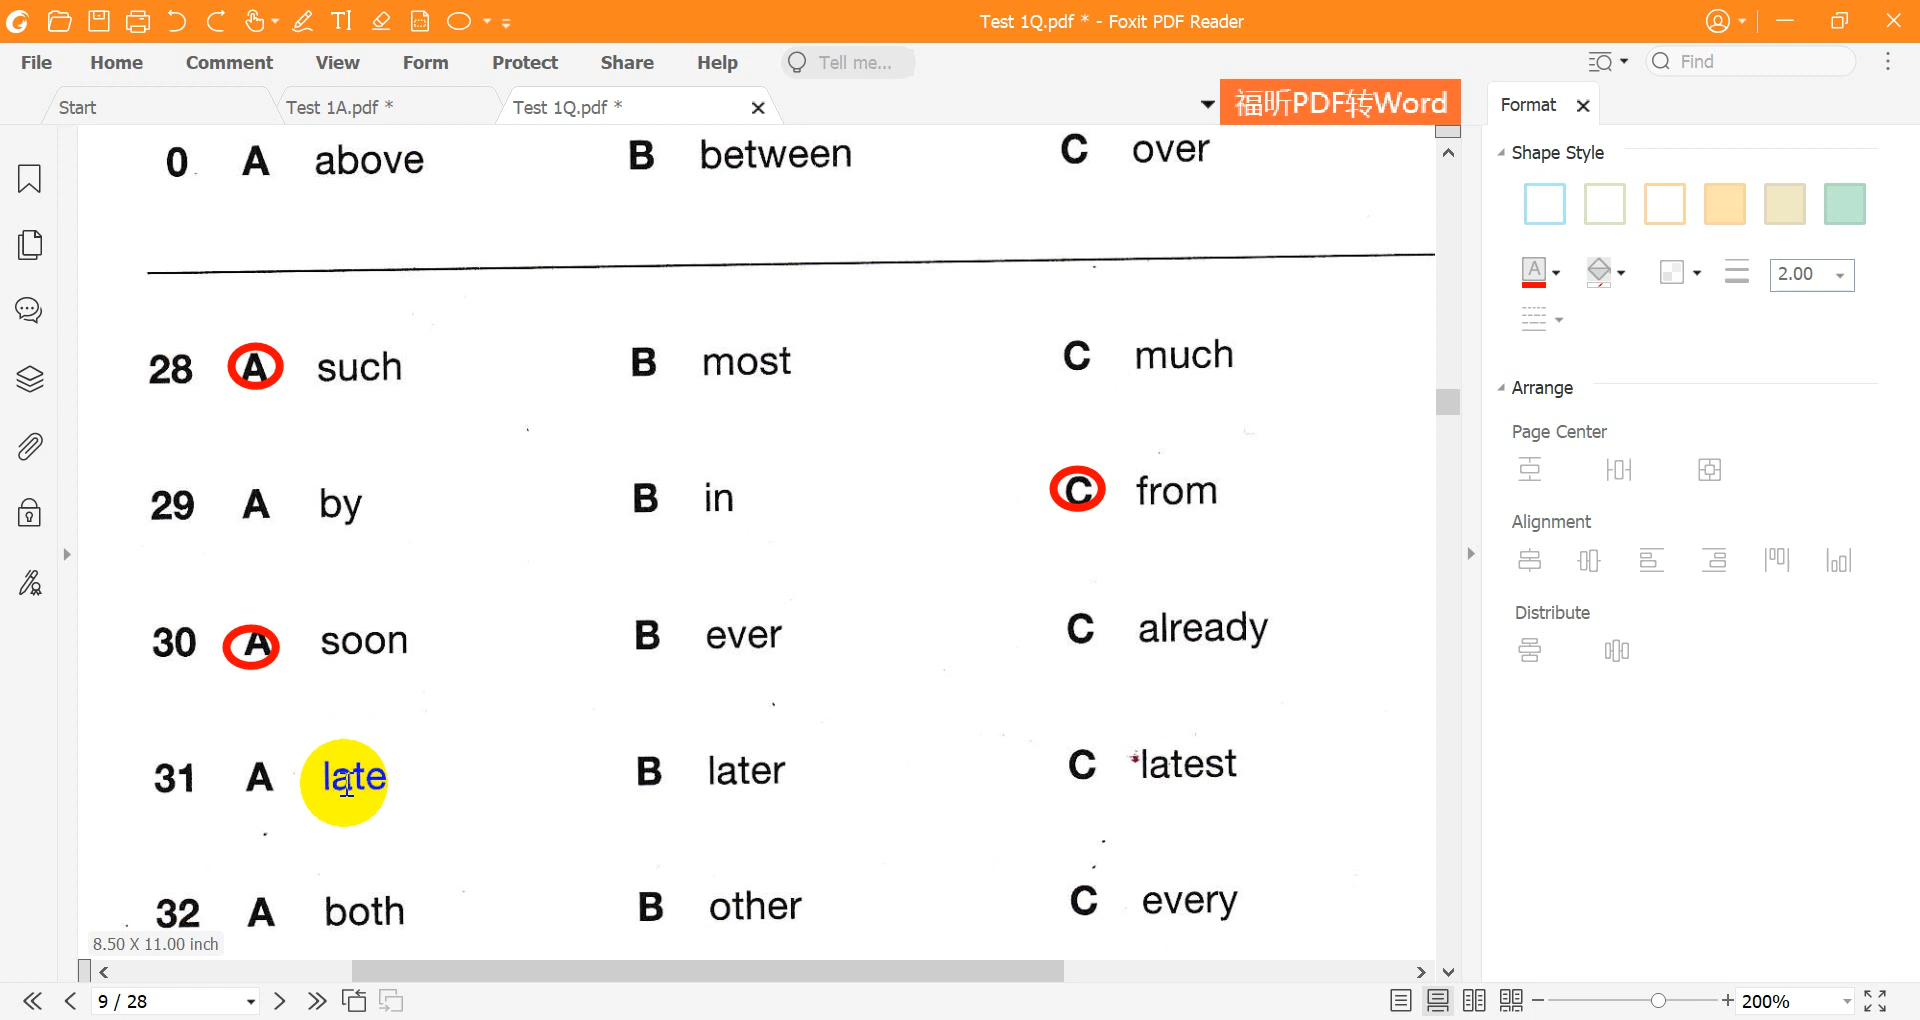 Test 1Q.pdf * - Foxit PDF Reader
File Home Comment View Form Protect Share Help Tell me... Find
Start Test 1A.pdf * Test 1Q.pdf * 福昕PDF转Word Format
Shape Style
2.00
Arrange
Page Center
Alignment
Distribute
0 A above B between C over
28 A such B most C much
29 A by B in C from
30 A soon B ever C already
31 A late B later C latest
32 A both B other C every
8.50 X 11.00 inch
9 / 28 200%